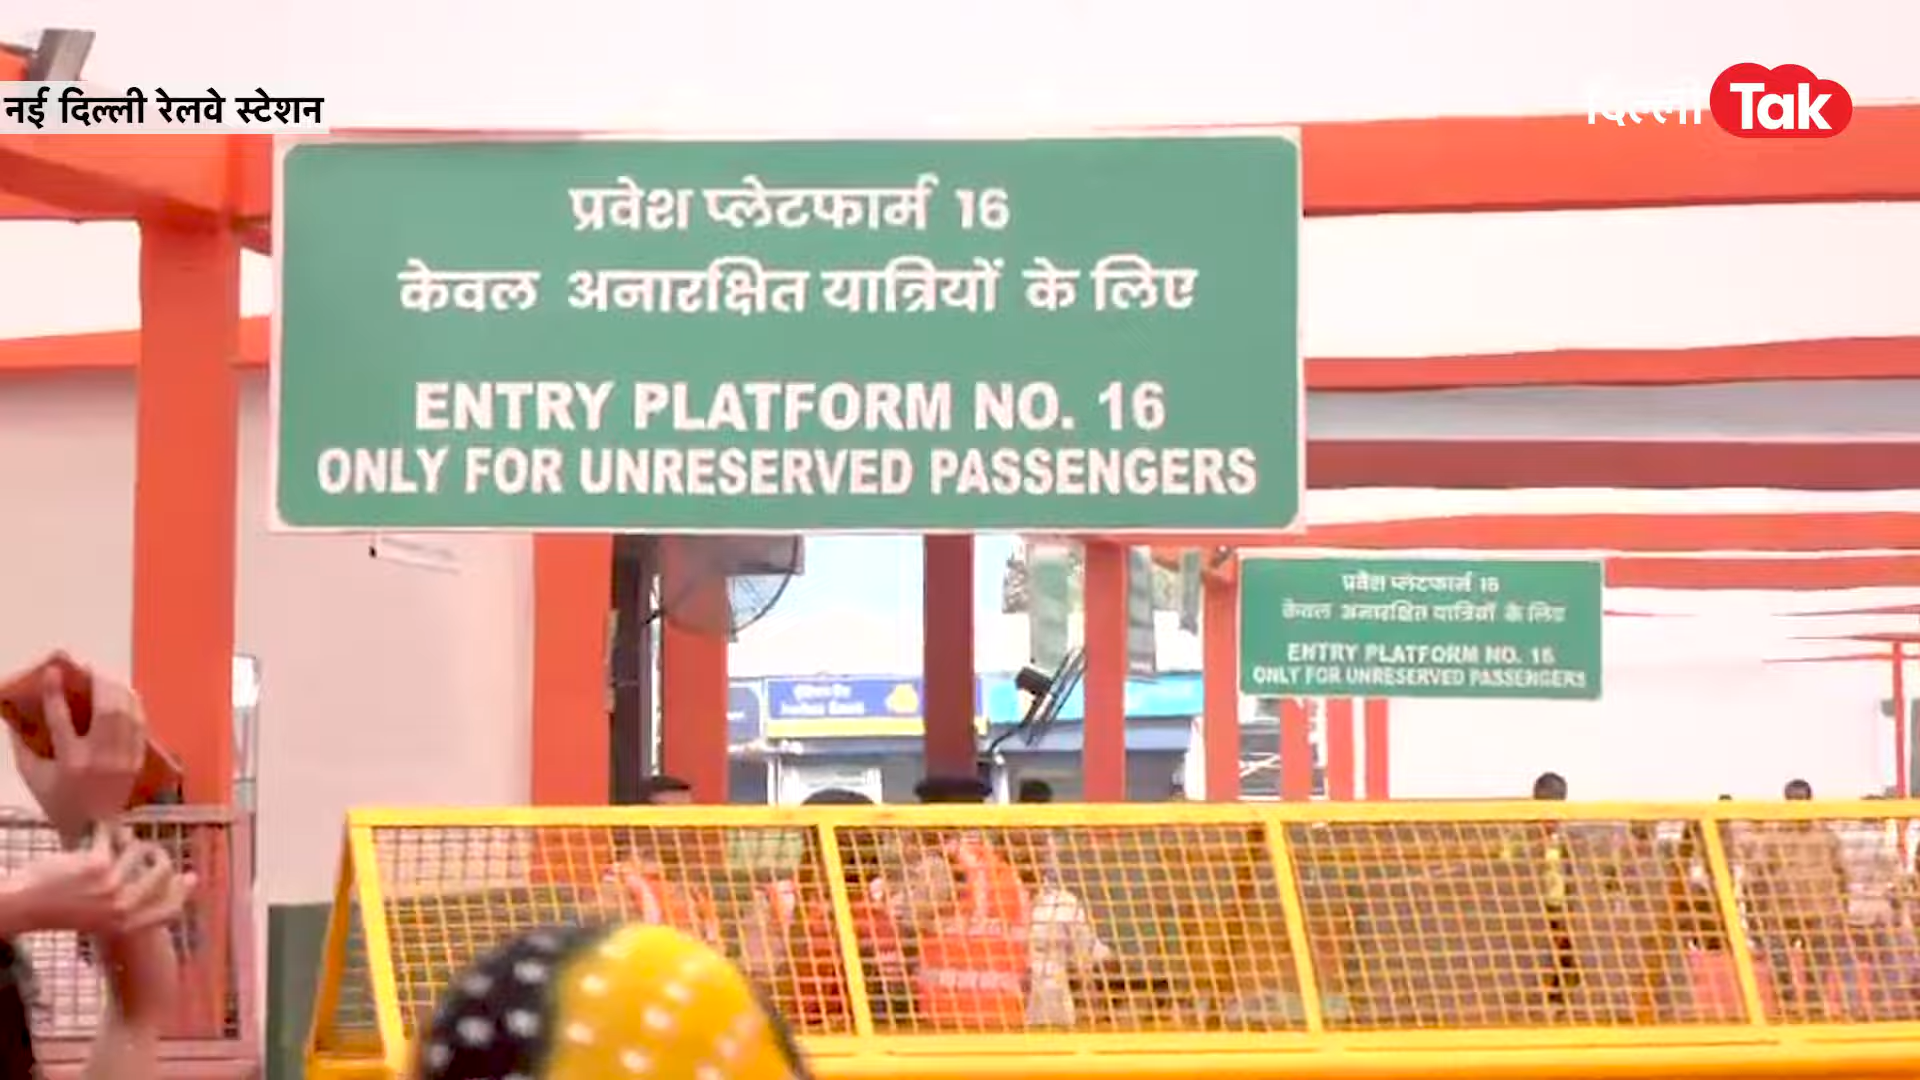 नई दिल्ली रेलवे स्टेशन
दिल्ली Tak
प्रवेश प्लेटफार्म 16
केवल अनारक्षित यात्रियों के लिए
ENTRY PLATFORM NO. 16
ONLY FOR UNRESERVED PASSENGERS
प्रवेश प्लेटफार्म 16
केवल अनारक्षित यात्रियों के लिए
ENTRY PLATFORM NO. 16
ONLY FOR UNRESERVED PASSENGERS